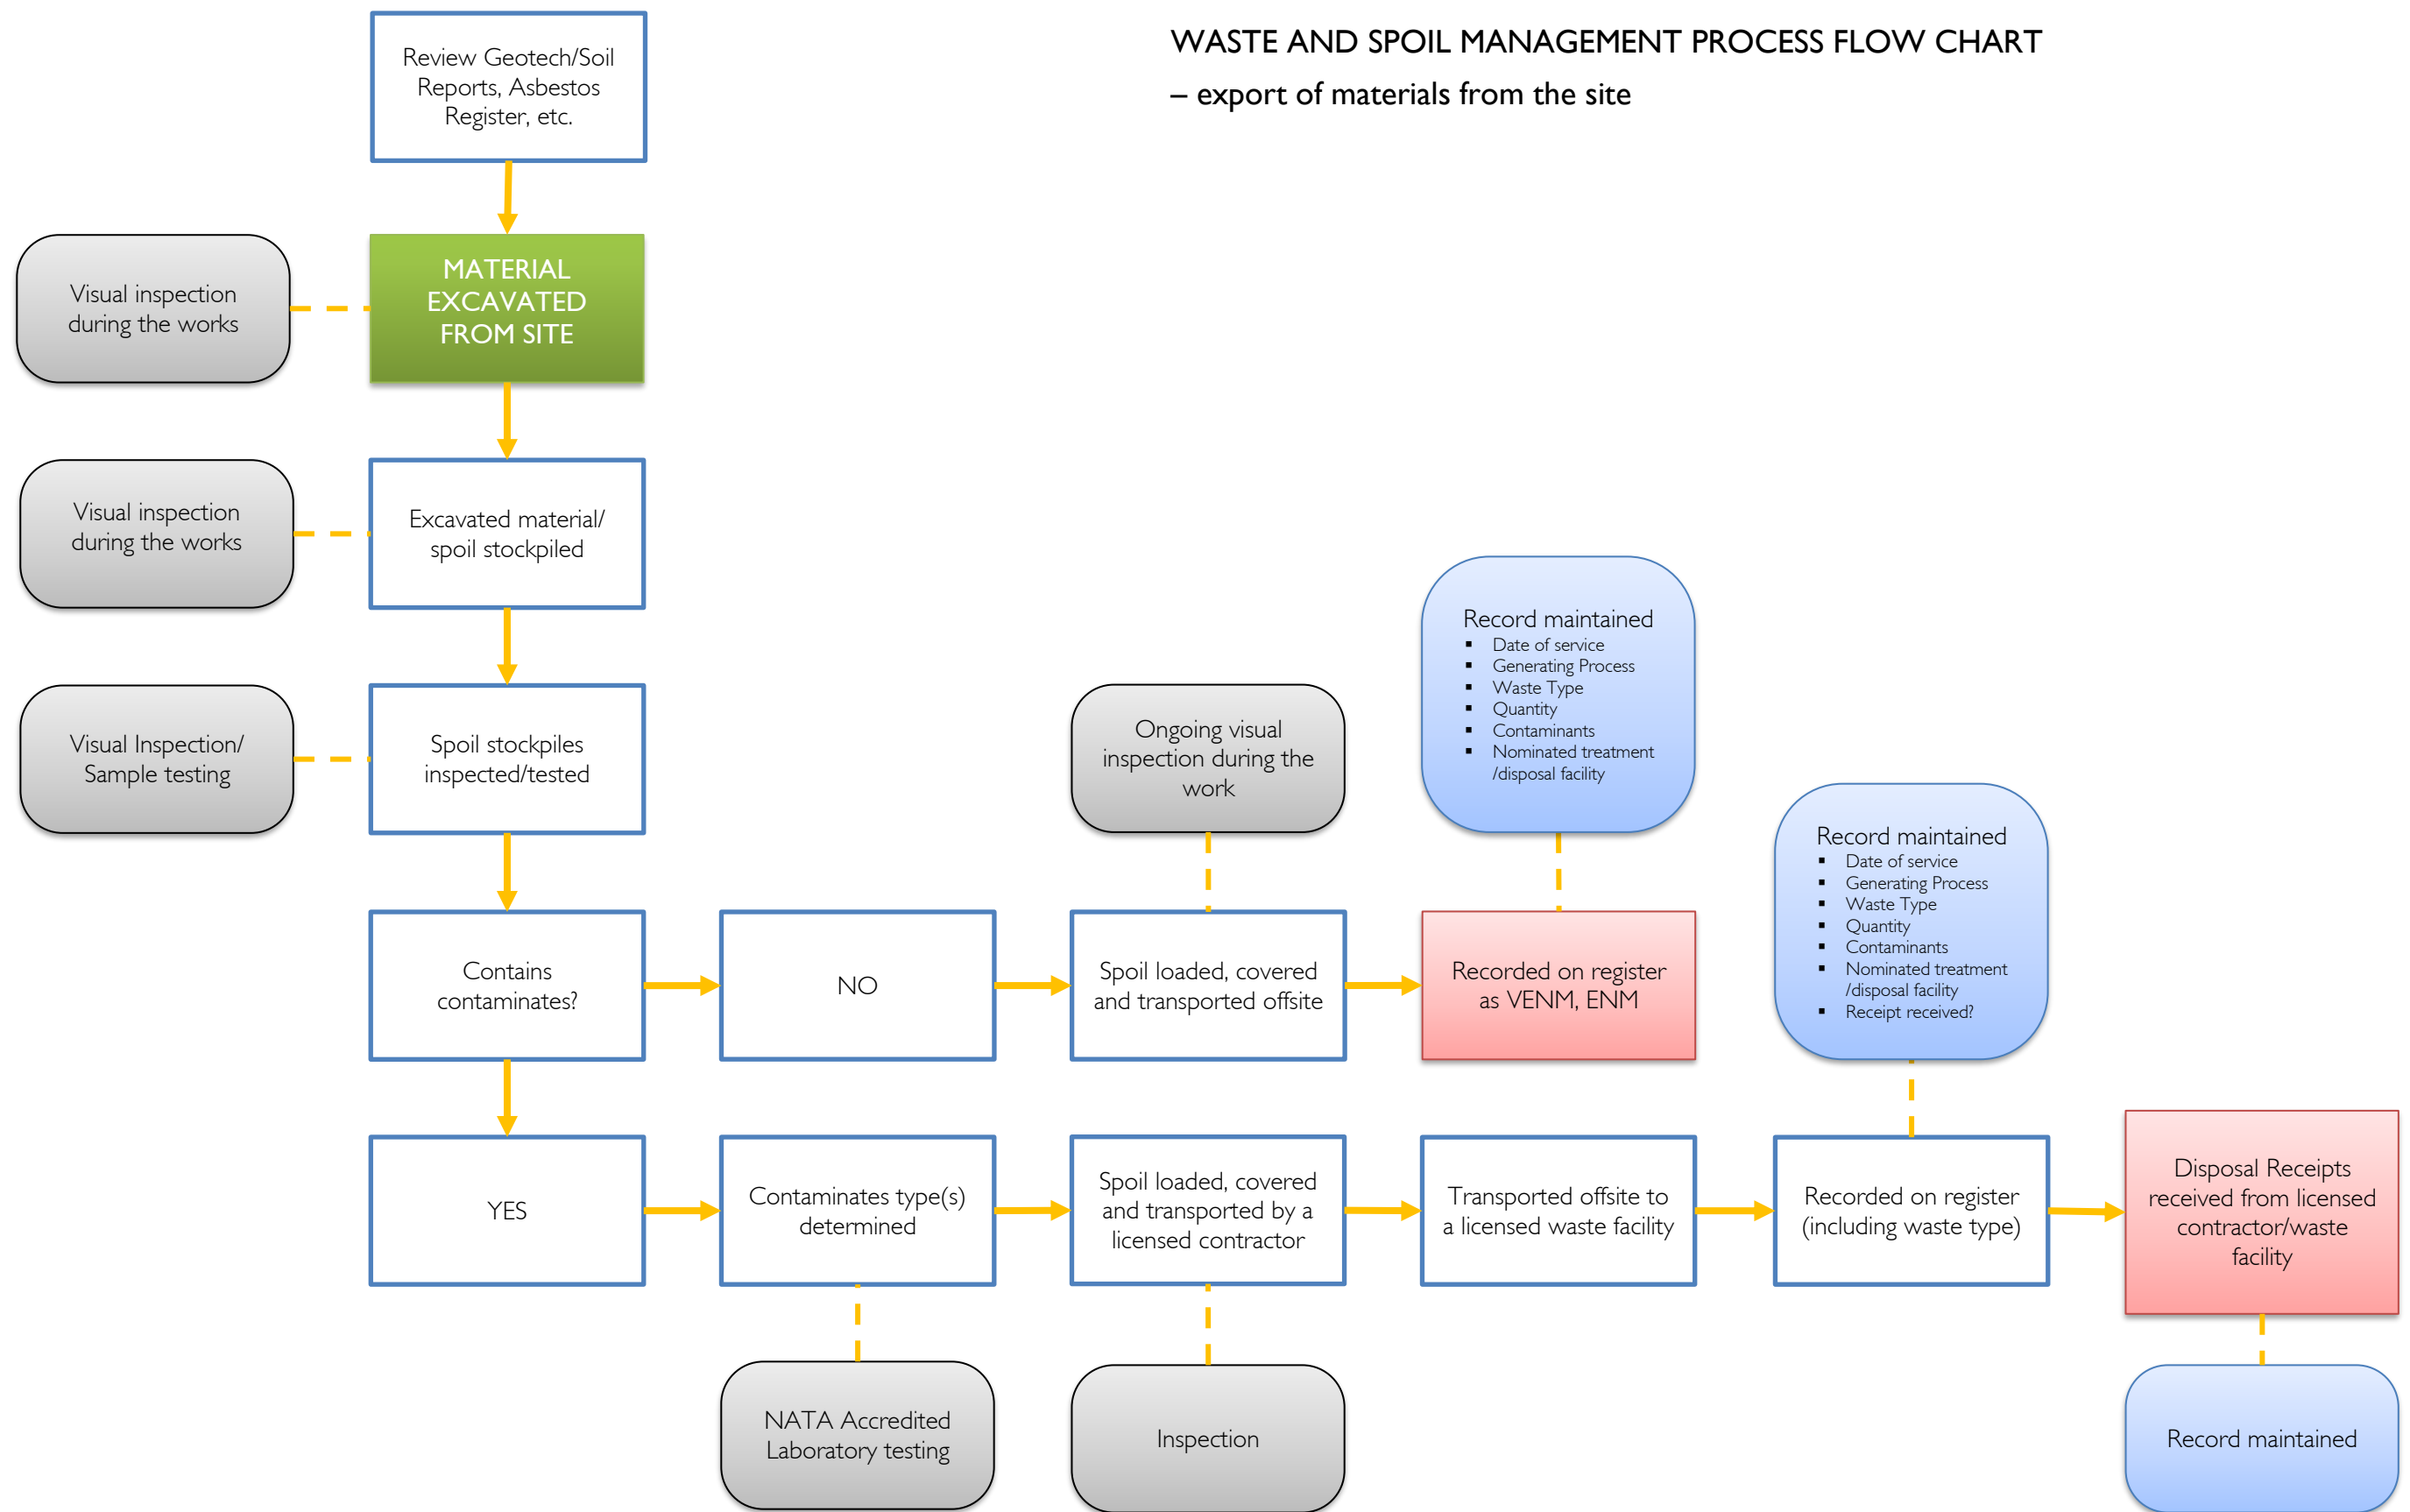 WASTE AND SPOIL MANAGEMENT PROCESS FLOW CHART
– export of materials from the site
Review Geotech/Soil
Reports, Asbestos
Register, etc.
Visual inspection
during the works
MATERIAL
EXCAVATED
FROM SITE
Visual inspection
during the works
Excavated material/
spoil stockpiled
Visual Inspection/
Sample testing
Spoil stockpiles
inspected/tested
Ongoing visual
inspection during the
work
Record maintained
▪ Date of service
▪ Generating Process
▪ Waste Type
▪ Quantity
▪ Contaminants
▪ Nominated treatment
/disposal facility
Record maintained
▪ Date of service
▪ Generating Process
▪ Waste Type
▪ Quantity
▪ Contaminants
▪ Nominated treatment
/disposal facility
▪ Receipt received?
Contains
contaminates?
NO
Spoil loaded, covered
and transported offsite
Recorded on register
as VENM, ENM
YES
Contaminates type(s)
determined
Spoil loaded, covered
and transported by a
licensed contractor
Transported offsite to
a licensed waste facility
Recorded on register
(including waste type)
Disposal Receipts
received from licensed
contractor/waste
facility
NATA Accredited
Laboratory testing
Inspection
Record maintained